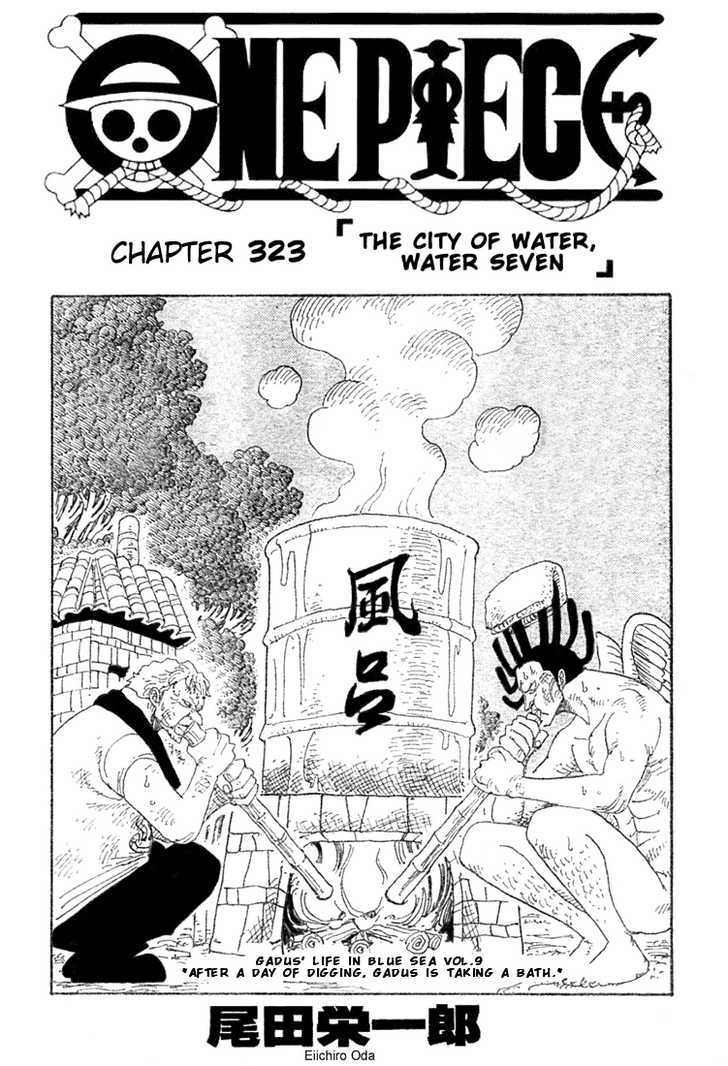 ONE PIECE
CHAPTER 323
「THE CITY OF WATER,
WATER SEVEN」
風呂
GADUS' LIFE IN BLUE SEA VOL.9
"AFTER A DAY OF DIGGING, GADUS IS TAKING A BATH."
尾田栄一郎
Eiichiro Oda